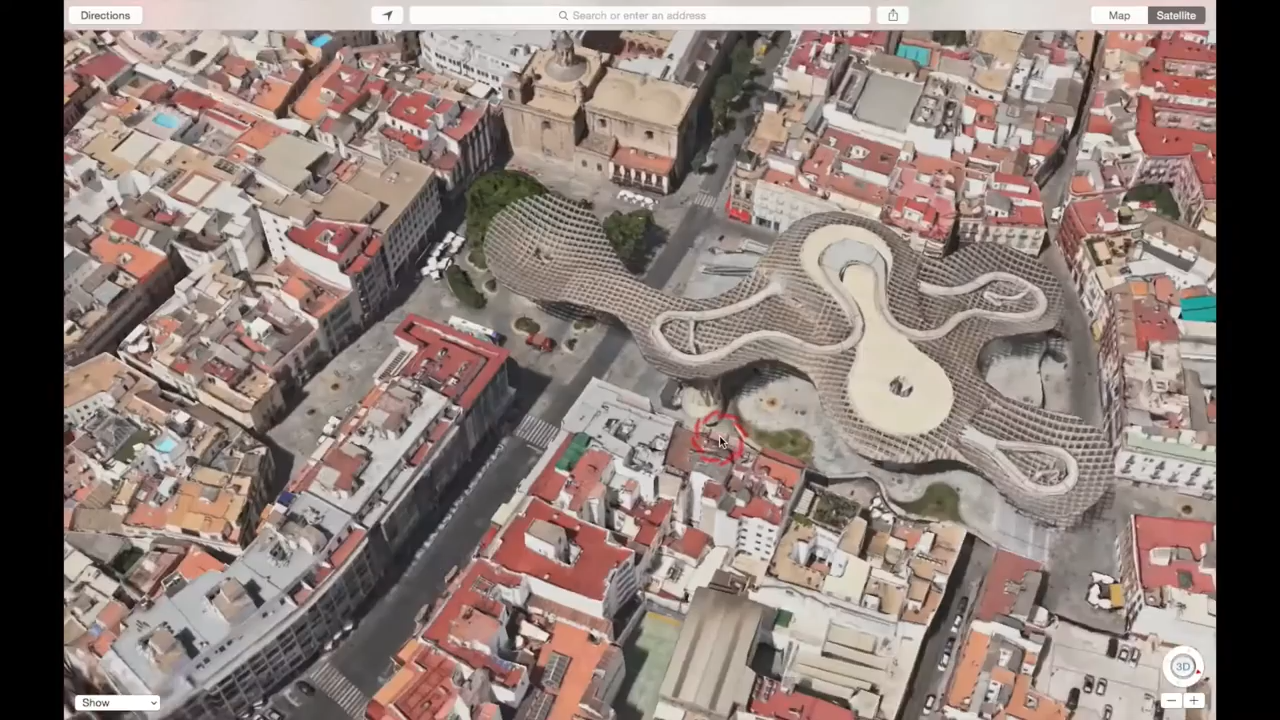 Directions
Search or enter an address
Map
Satellite
Show
3D